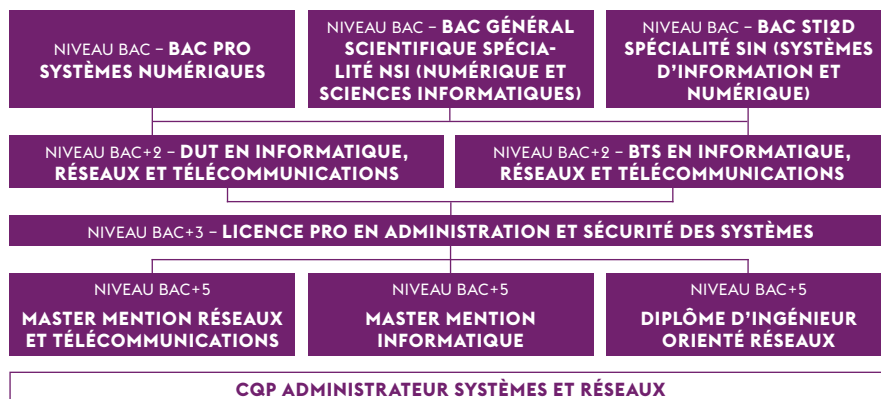 NIVEAU BAC – BAC PRO
SYSTÈMES NUMÉRIQUES
NIVEAU BAC – BAC GÉNÉRAL
SCIENTIFIQUE SPÉCIA-
LITÉ NSI (NUMÉRIQUE ET
SCIENCES INFORMATIQUES)
NIVEAU BAC – BAC STI2D
SPÉCIALITÉ SIN (SYSTÈMES
D’INFORMATION ET
NUMÉRIQUE)
NIVEAU BAC+2 – DUT EN INFORMATIQUE,
RÉSEAUX ET TÉLÉCOMMUNICATIONS
NIVEAU BAC+2 – BTS EN INFORMATIQUE,
RÉSEAUX ET TÉLÉCOMMUNICATIONS
NIVEAU BAC+3 – LICENCE PRO EN ADMINISTRATION ET SÉCURITÉ DES SYSTÈMES
NIVEAU BAC+5
MASTER MENTION RÉSEAUX
ET TÉLÉCOMMUNICATIONS
NIVEAU BAC+5
MASTER MENTION
INFORMATIQUE
NIVEAU BAC+5
DIPLÔME D’INGÉNIEUR
ORIENTÉ RÉSEAUX
CQP ADMINISTRATEUR SYSTÈMES ET RÉSEAUX